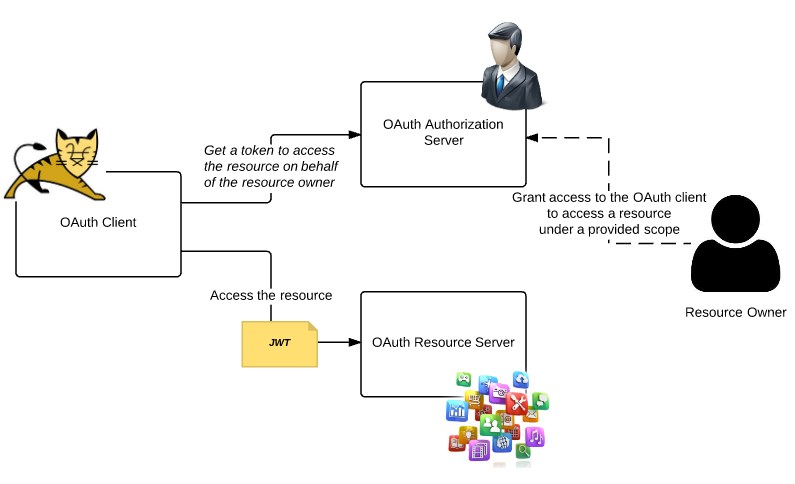 OAuth Authorization
Server
Get a token to access
the resource on behalf
of the resource owner
Grant access to the OAuth client
to access a resource
under a provided scope
OAuth Client
Resource Owner
Access the resource
JWT
OAuth Resource Server